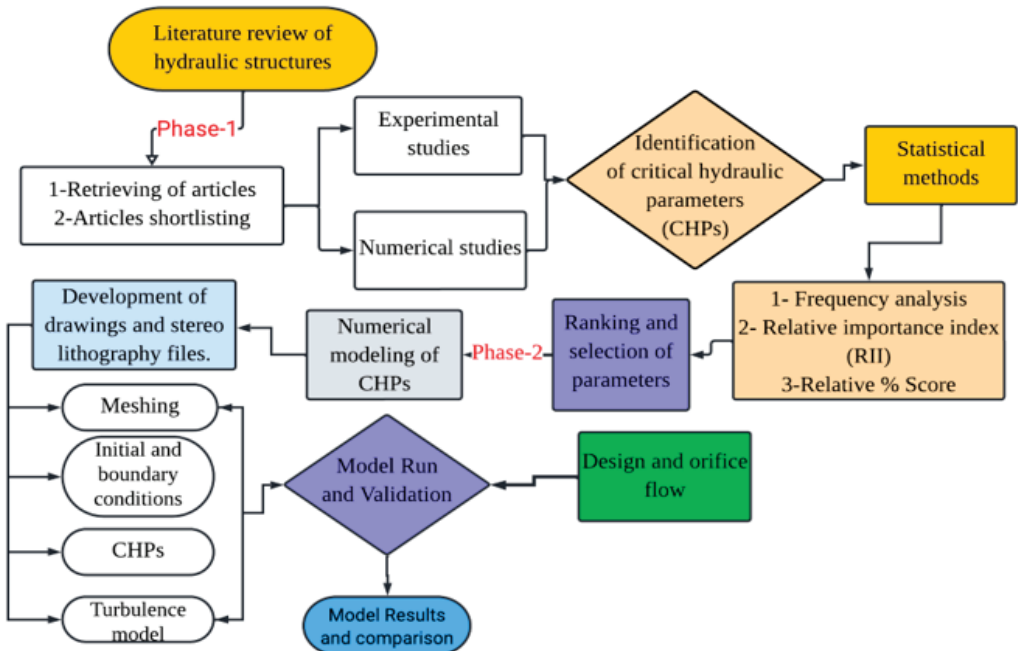 Literature review of
hydraulic structures
Phase-1
1-Retrieving of articles
2-Articles shortlisting
Experimental
studies
Numerical studies
Identification
of critical hydraulic
parameters
(CHPs)
Statistical
methods
1- Frequency analysis
2- Relative importance index
(RII)
3-Relative % Score
Ranking and
selection of
parameters
Phase-2
Numerical
modeling of
CHPs
Development of
drawings and stereo
lithography files.
Meshing
Initial and
boundary
conditions
CHPs
Turbulence
model
Model Run
and Validation
Design and orifice
flow
Model Results
and comparison